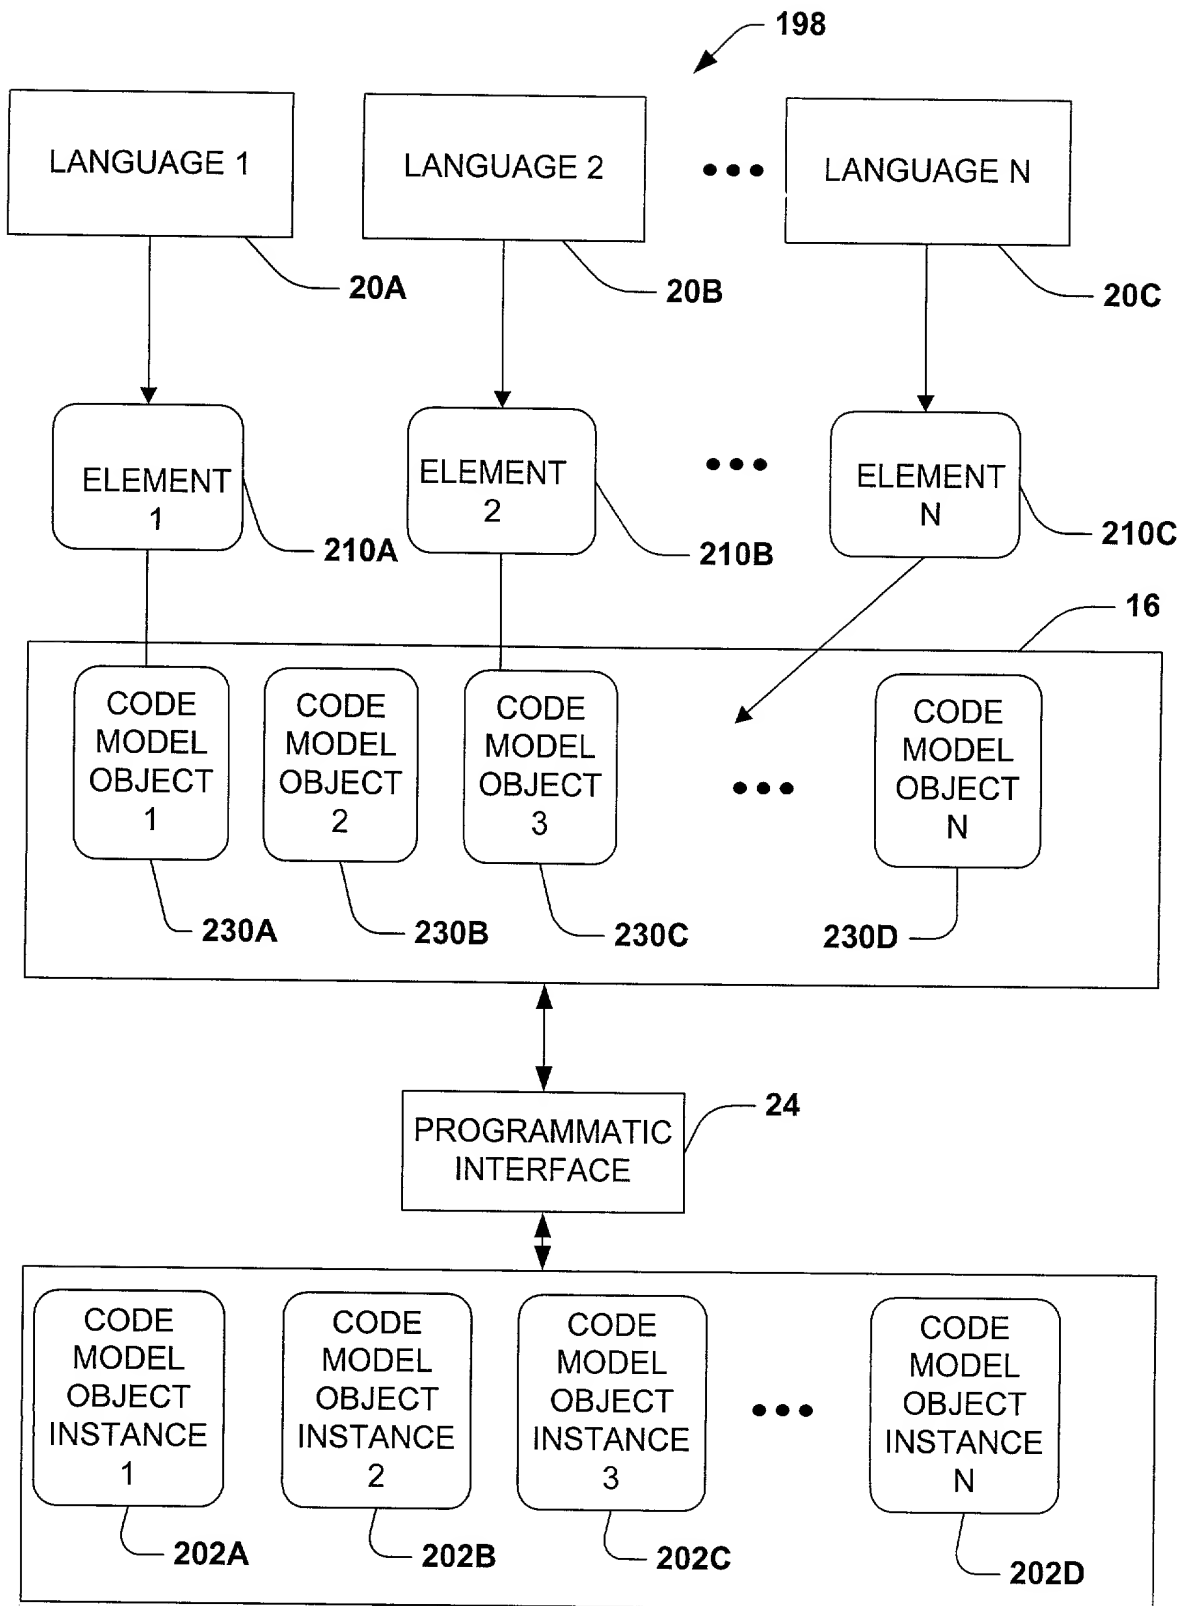 198
LANGUAGE 1
LANGUAGE 2
LANGUAGE N
20A
20B
20C
ELEMENT
1
ELEMENT
2
ELEMENT
N
210A
210B
210C
16
CODE
MODEL
OBJECT
1
CODE
MODEL
OBJECT
2
CODE
MODEL
OBJECT
3
CODE
MODEL
OBJECT
N
230A
230B
230C
230D
PROGRAMMATIC
INTERFACE
24
CODE
MODEL
OBJECT
INSTANCE
1
CODE
MODEL
OBJECT
INSTANCE
2
CODE
MODEL
OBJECT
INSTANCE
3
CODE
MODEL
OBJECT
INSTANCE
N
202A
202B
202C
202D